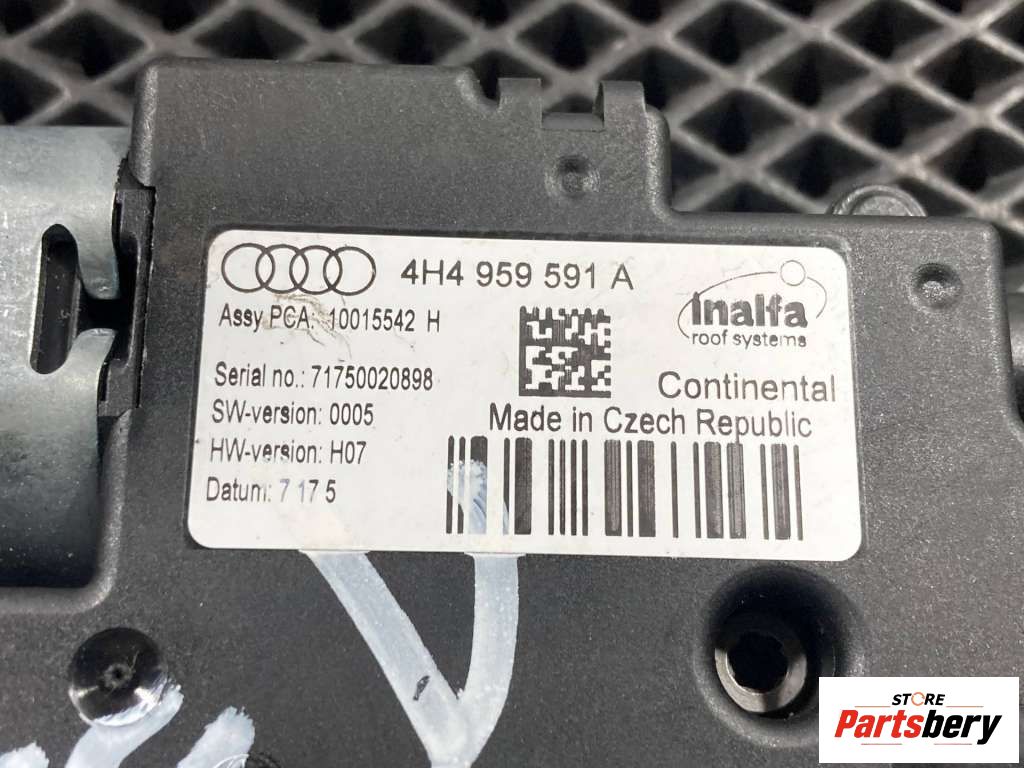 4H4 959 591 A
Assy PCA: 10015542 H
inalfa
roof systems
Serial no.: 71750020898
Continental
SW-version: 0005
Made in Czech Republic
HW-version: H07
Datum: 7 17 5
STORE
Partsbery